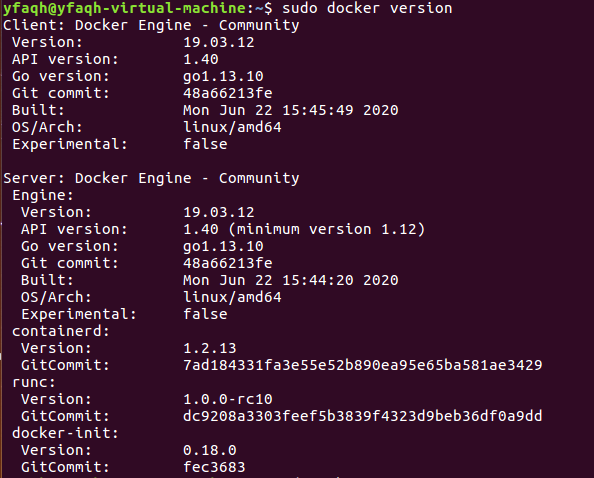 yfaqh@yfaqh-virtual-machine:~$ sudo docker version
Client: Docker Engine - Community
Version: 19.03.12
API version: 1.40
Go version: go1.13.10
Git commit: 48a66213fe
Built: Mon Jun 22 15:45:49 2020
OS/Arch: linux/amd64
Experimental: false
Server: Docker Engine - Community
Engine:
Version: 19.03.12
API version: 1.40 (minimum version 1.12)
Go version: go1.13.10
Git commit: 48a66213fe
Built: Mon Jun 22 15:44:20 2020
OS/Arch: linux/amd64
Experimental: false
containerd:
Version: 1.2.13
GitCommit: 7ad184331fa3e55e52b890ea95e65ba581ae3429
runc:
Version: 1.0.0-rc10
GitCommit: dc9208a3303feef5b3839f4323d9beb36df0a9dd
docker-init:
Version: 0.18.0
GitCommit: fec3683